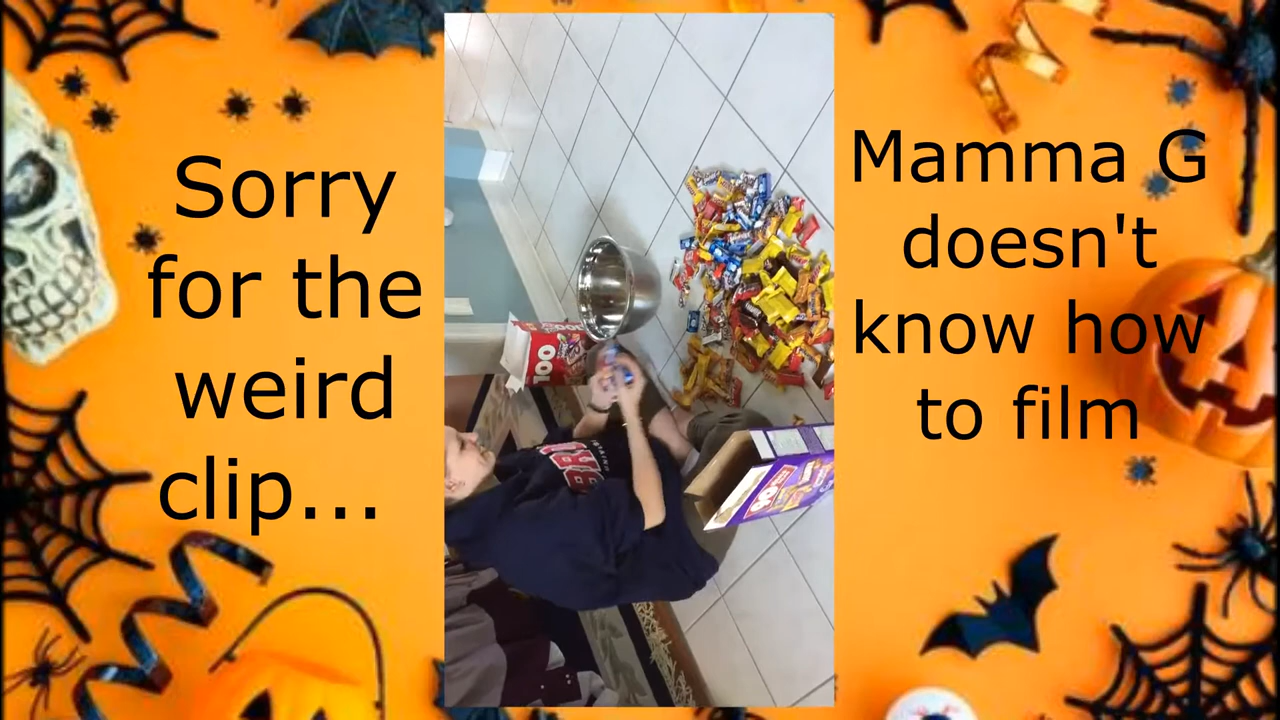 Sorry
for the
weird
clip...
Mamma G
doesn't
know how
to film